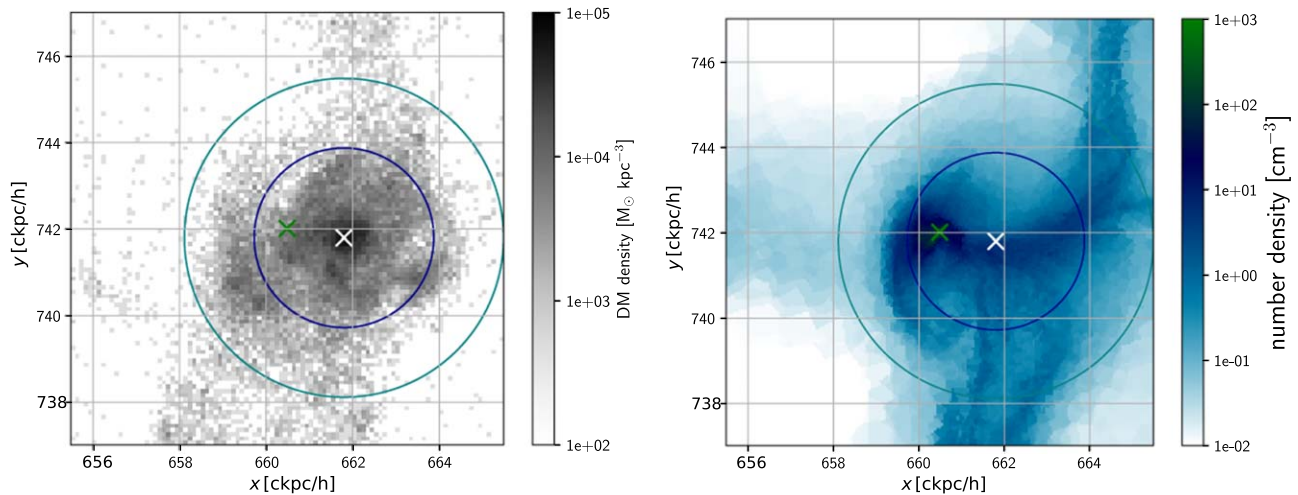 746
744
742
740
738
y [ckpc/h]
656
658
660
662
664
x [ckpc/h]
1e+05
1e+04
1e+03
1e+02
DM density [M⊙ kpc⁻³]
746
744
742
740
738
y [ckpc/h]
656
658
660
662
664
x [ckpc/h]
1e+03
1e+02
1e+01
1e+00
1e-01
1e-02
number density [cm⁻³]